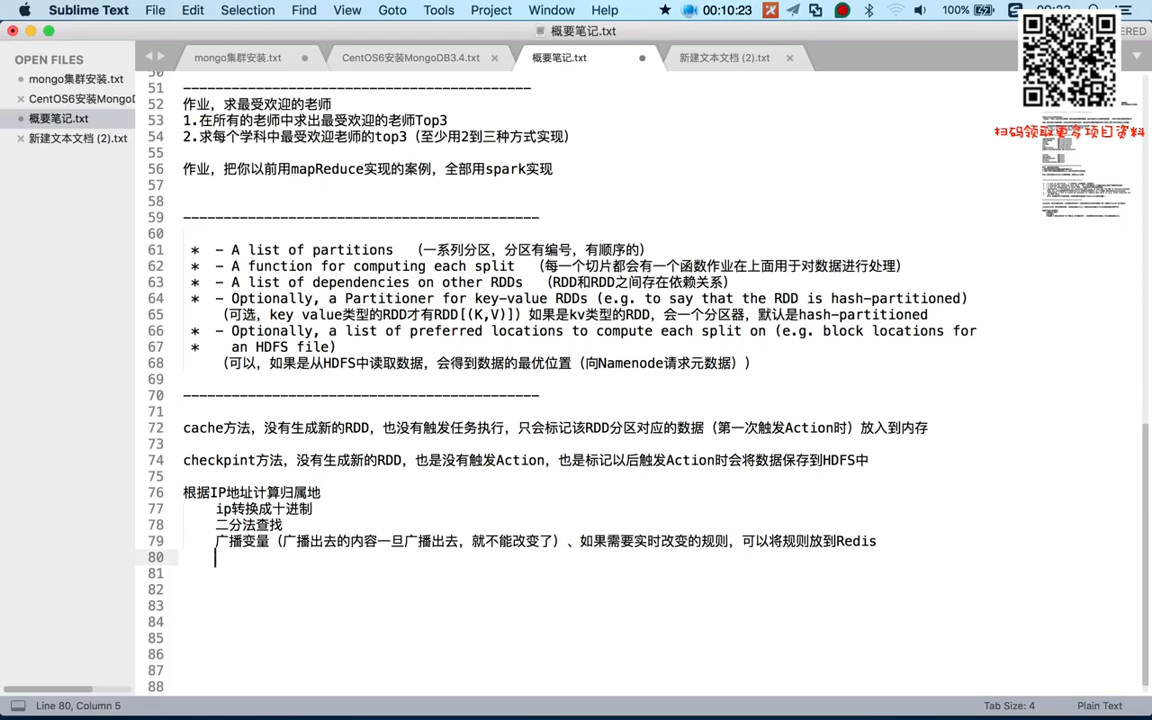 Sublime Text File Edit Selection Find View Goto Tools Project Window Help 00:10:23 100%
概要笔记.txt
OPEN FILES
mongo集群安装.txt CentOS6安装MongoDB3.4.txt 概要笔记.txt 新建文本文档 (2).txt
mongo集群安装.txt
CentOS6安装MongoD
概要笔记.txt
新建文本文档 (2).txt
扫码领取更多项目资料
51 -------------------------------------------
52 作业，求最受欢迎的老师
53 1.在所有的老师中求出最受欢迎的老师Top3
54 2.求每个学科中最受欢迎老师的top3（至少用2到三种方式实现）
55
56 作业，把你以前用mapReduce实现的案例，全部用spark实现
57
58
59 --------------------------------------------
60
61 * - A list of partitions （一系列分区，分区有编号，有顺序的）
62 * - A function for computing each split （每一个切片都会有一个函数作业在上面用于对数据进行处理）
63 * - A list of dependencies on other RDDs （RDD和RDD之间存在依赖关系）
64 * - Optionally, a Partitioner for key-value RDDs (e.g. to say that the RDD is hash-partitioned)
65 （可选，key value类型的RDD才有RDD[(K,V)]）如果是kv类型的RDD，会一个分区器，默认是hash-partitioned
66 * - Optionally, a list of preferred locations to compute each split on (e.g. block locations for
67 * an HDFS file)
68 （可以，如果是从HDFS中读取数据，会得到数据的最优位置（向Namenode请求元数据））
69
70 --------------------------------------------
71
72 cache方法，没有生成新的RDD，也没有触发任务执行，只会标记该RDD分区对应的数据（第一次触发Action时）放入到内存
73
74 checkpint方法，没有生成新的RDD，也是没有触发Action，也是标记以后触发Action时会将数据保存到HDFS中
75
76 根据IP地址计算归属地
77 ip转换成十进制
78 二分法查找
79 广播变量（广播出去的内容一旦广播出去，就不能改变了）、如果需要实时改变的规则，可以将规则放到Redis
80
81
82
83
84
85
86
87
88
Line 80, Column 5 Tab Size: 4 Plain Text